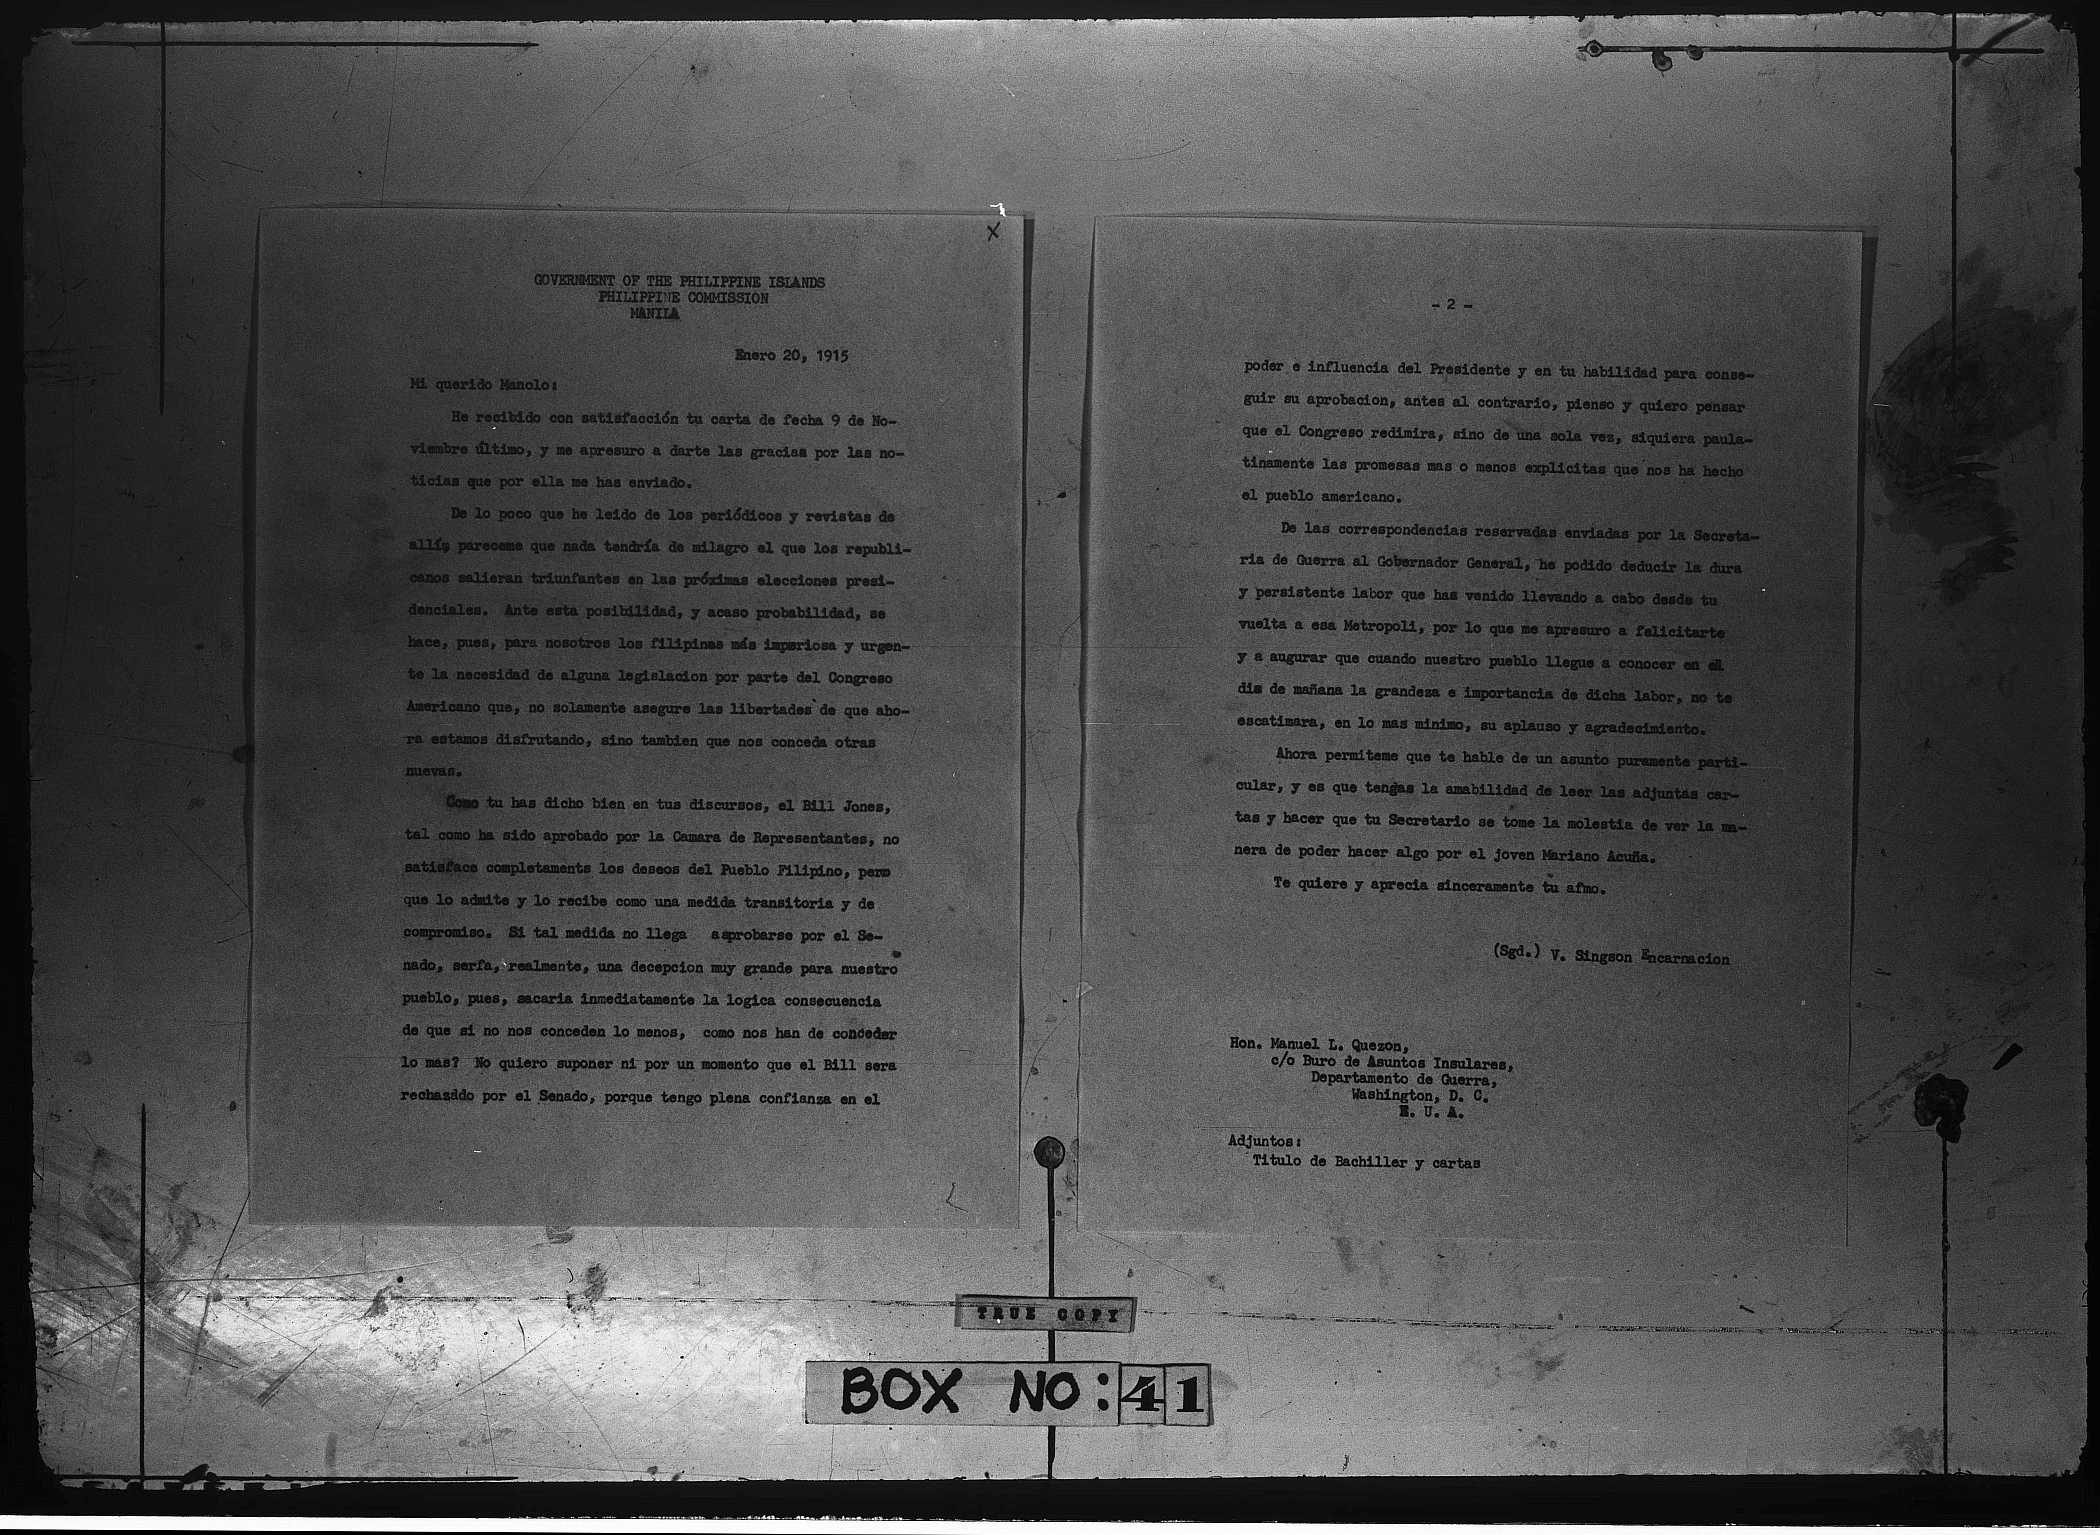 X
GOVERNMENT OF THE PHILIPPINE ISLANDS
PHILIPPINE COMMISSION
MANILA
Enero 20, 1915
Mi querido Manolo:
He recibido con satisfacción tu carta de fecha 9 de No-
viembre último, y me apresuro a darte las gracias por las no-
ticias que por ella me has enviado.
De lo poco que he leido de los periódicos y revistas de
allí, pareceme que nada tendría de milagro el que los republi-
canos salieran triunfantes en las próximas elecciones presi-
denciales. Ante esta posibilidad, y acaso probabilidad, se
hace, pues, para nosotros los filipinos más imperiosa y urgen-
te la necesidad de alguna legislacion por parte del Congreso
Americano que, no solamente asegure las libertades de que aho-
ra estamos disfrutando, sino tambien que nos conceda otras
nuevas.
Como tu has dicho bien en tus discursos, el Bill Jones,
tal como ha sido aprobado por la Camara de Representantes, no
satisface completamente los deseos del Pueblo Filipino, pero
que lo admite y lo recibe como una medida transitoria y de
compromiso. Si tal medida no llega aaprobarse por el Se-
nado, serfa, realmente, una decepcion muy grande para nuestro
pueblo, pues, sacaria inmediatamente la logica consecuencia
de que si no nos conceden lo menos, como nos han de conceder
lo mas? No quiero suponer ni por un momento que el Bill sera
rechazado por el Senado, porque tengo plena confianza en el
- 2 -
poder e influencia del Presidente y en tu habilidad para conse-
guir su aprobacion, antes al contrario, pienso y quiero pensar
que el Congreso redimira, sino de una sola vez, siquiera paula-
tinamente las promesas mas o menos explicitas que nos ha hecho
el pueblo americano.
De las correspondencias reservadas enviadas por la Secreta-
ria de Guerra al Gobernador General, he podido deducir la dura
y persistente labor que has venido llevando a cabo desde tu
vuelta a esa Metropoli, por lo que me apresuro a felicitarte
y a augurar que cuando nuestro pueblo llegue a conocer en el
dia de mañana la grandeza e importancia de dicha labor, no te
escatimara, en lo mas minimo, su aplauso y agradecimiento.
Ahora permiteme que te hable de un asunto puramente parti-
cular, y es que tengas la amabilidad de leer las adjuntas car-
tas y hacer que tu Secretario se tome la molestia de ver la ma-
nera de poder hacer algo por el joven Mariano Acuña.
Te quiere y aprecia sinceramente tu afmo.
(Sgd.) V. Singson Encarnacion
Hon. Manuel L. Quezon,
c/o Buro de Asuntos Insulares,
Departamento de Guerra,
Washington, D. C.
E. U. A.
Adjuntos:
Titulo de Bachiller y cartas
TRUE COPY
BOX NO: 41